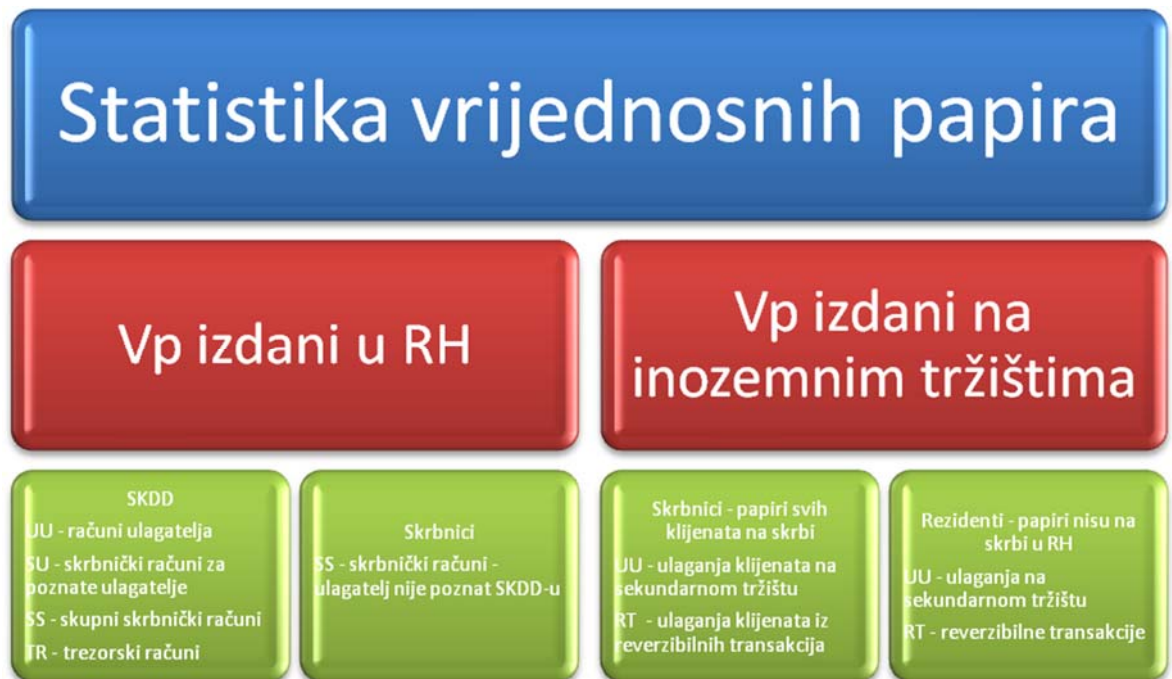 Statistika vrijednosnih papira
Vp izdani u RH
Vp izdani na
inozemnim tržištima
SKDD
UU - računi ulagatelja
SU - skrbnički računi za
poznate ulagatelje
SS - skupni skrbnički računi
TR - trezorski računi
Skrbnici
SS - skrbnički računi -
ulagatelj nije poznat SKDD-u
Skrbnici - papiri svih
klijenata na skrbi
UU - ulaganja klijenata na
sekundarnom tržištu
RT - ulaganja klijenata iz
reverzibilnih transakcija
Rezidenti - papiri nisu na
skrbi u RH
UU - ulaganja na
sekundarnom tržištu
RT - reverzibilne transakcije